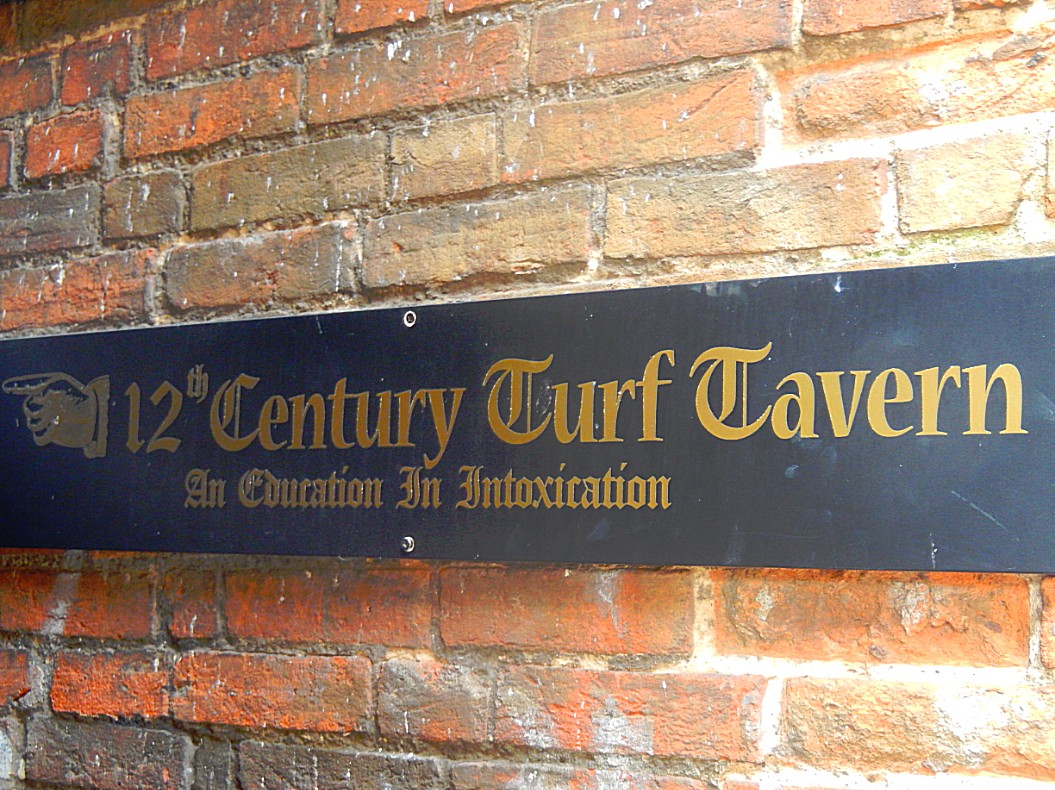 12th Century Turf Tavern
An Education In Intoxication